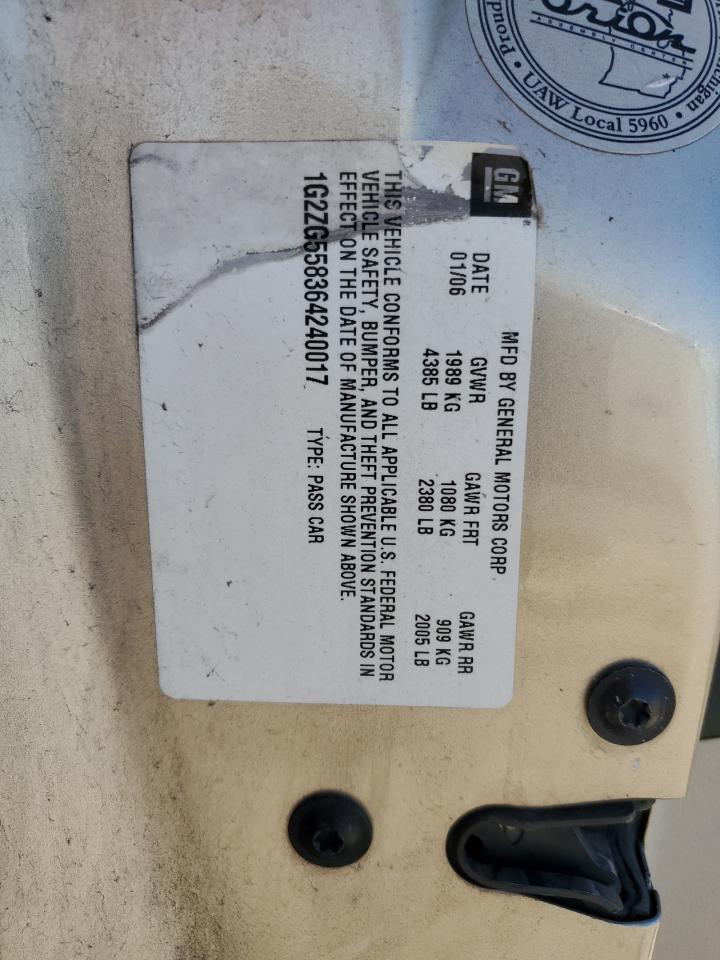 GM
MFD BY GENERAL MOTORS CORP
DATE GVWR GAWR FRT GAWR RR
01/06 1989 KG 1080 KG 909 KG
4385 LB 2380 LB 2005 LB
THIS VEHICLE CONFORMS TO ALL APPLICABLE U.S. FEDERAL MOTOR
VEHICLE SAFETY, BUMPER, AND THEFT PREVENTION STANDARDS IN
EFFECT ON THE DATE OF MANUFACTURE SHOWN ABOVE.
1G2ZG558364240017 TYPE: PASS CAR
Orion
ASSEMBLY CENTER
UAW Local 5960 •